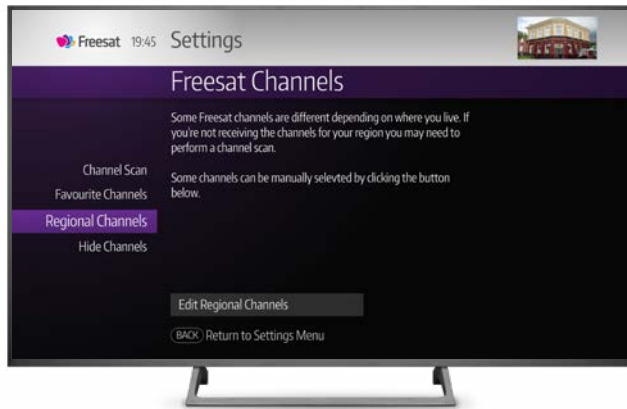 Freesat 19:45 Settings
Freesat Channels
Some Freesat channels are different depending on where you live. If
you're not receiving the channels for your region you may need to
perform a channel scan.
Some channels can be manually selevted by clicking the button
below.
Channel Scan
Favourite Channels
Regional Channels
Hide Channels
Edit Regional Channels
BACK Return to Settings Menu